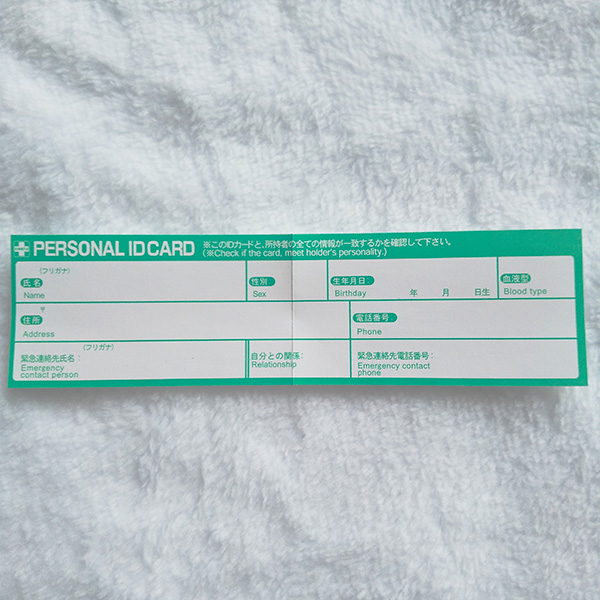 PERSONAL ID CARD ※このIDカードと、所持者の全ての情報が一致するかを確認して下さい。
(※Check if the card, meet holder's personality.)
(フリガナ)
氏名
Name
性別
Sex
生年月日:
Birthday 年 月 日生
血液型
Blood type
〒
住所
Address
電話番号:
Phone
(フリガナ)
緊急連絡先氏名:
Emergency
contact person
自分との関係:
Relationship
緊急連絡先電話番号:
Emergency contact
phone